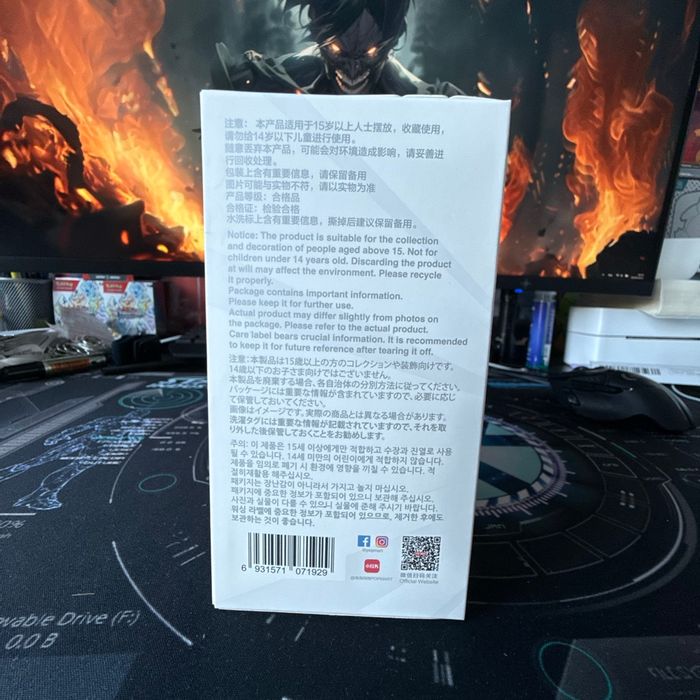 注意： 本产品适用于15岁以上人士摆放，收藏使用，
请勿给14岁以下儿童进行使用。
随意丢弃本产品，可能会对环境造成影响，请妥善进
行回收处理。
包装上含有重要信息，请保留备用
图片可能与实物不符，请以实物为准
产品等级：合格品
合格证：检验合格
水洗标上含有重要信息，撕掉后建议保留备用。
Notice: The product is suitable for the collection
and decoration of people aged above 15. Not for
children under 14 years old. Discarding the product
at will may affect the environment. Please recycle
it properly.
Package contains important information.
Please keep it for further use.
Actual product may differ slightly from photos on
the package. Please refer to the actual product.
Care label bears crucial information. It is recommended
to keep it for future reference after tearing it off.
注意：本製品は15歳以上の方のコレクションや装飾向けです。
14歳以下のお子さま向けではございません。
本製品を廃棄する場合、各自治体の分別方法に従ってください。
パッケージには重要な情報が含まれていますので、必要に応じ
て保管しておいてください。
画像はイメージです。実際の商品とは異なる場合があります。
洗濯タグには重要な情報が記載されていますので、それを取
り外した後保管しておくことをお勧めします。
주의: 이 제품은 15세 이상에게만 적합하고 수장과 진열로 사용
될 수 있습니다. 14세 미만의 어린이에게 적합하지 않습니다.
제품을 임의로 폐기 시 환경에 영향을 끼칠 수 있습니다. 적
절히재활용 해주십시오.
패키지는 장난감이 아니라서 가지고 놀지 마십시오.
패키지에 중요한 정보가 포함되어 있으니 보관해 주십시오.
사진과 실물이 다를 수 있으니 실물에 준해 주시기 바랍니다.
워싱 라벨에 중요한 정보가 포함되어 있으므로, 제거한 후에도
보관하는 것이 좋습니다.
6 931571 071929
小红书
微信扫码关注
Official Website
Drive (F:)
0.0 B